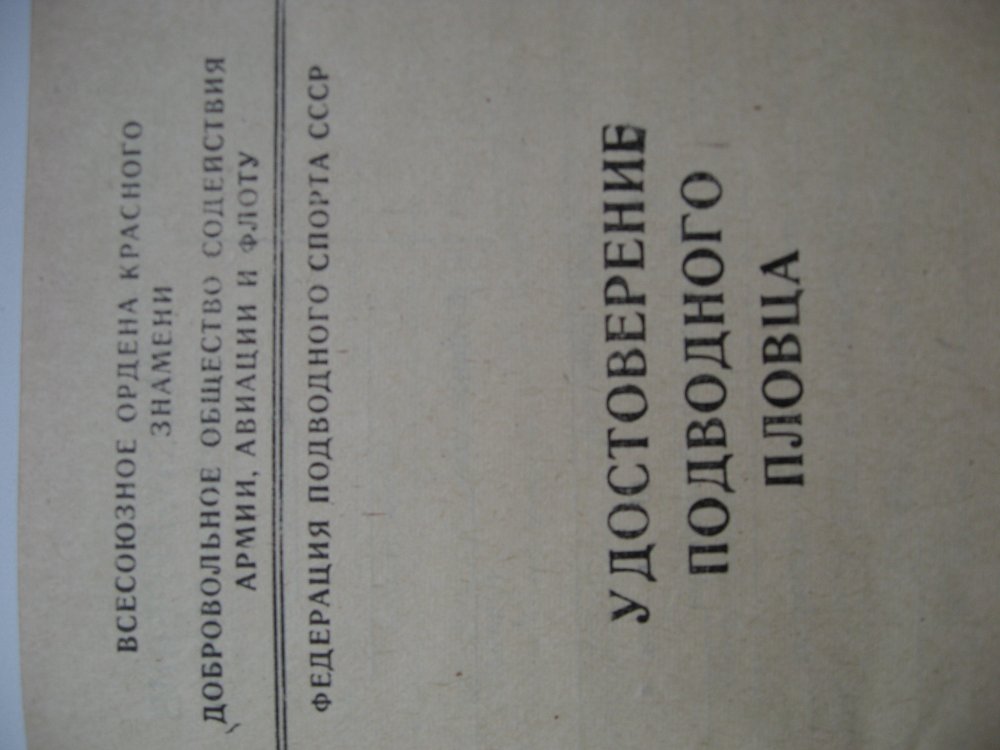 ВСЕСОЮЗНОЕ ОРДЕНА КРАСНОГО
ЗНАМЕНИ
ДОБРОВОЛЬНОЕ ОБЩЕСТВО СОДЕЙСТВИЯ
АРМИИ, АВИАЦИИ И ФЛОТУ
ФЕДЕРАЦИЯ ПОДВОДНОГО СПОРТА СССР
УДОСТОВЕРЕНИЕ
ПОДВОДНОГО
ПЛОВЦА